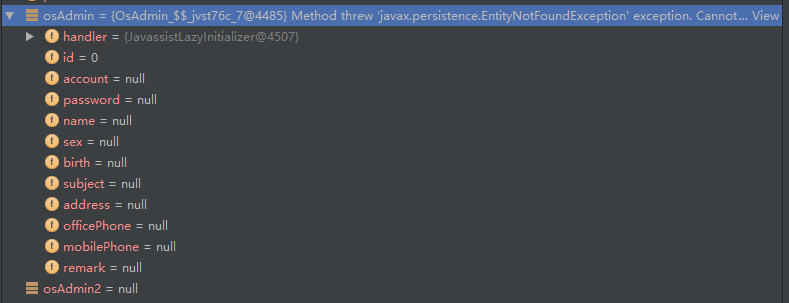 osAdmin = {OsAdmin_$$_jvst76c_7@4485} Method threw 'javax.persistence.EntityNotFoundException' exception. Cannot... View
handler = {JavassistLazyInitializer@4507}
id = 0
account = null
password = null
name = null
sex = null
birth = null
subject = null
address = null
officePhone = null
mobilePhone = null
remark = null
osAdmin2 = null